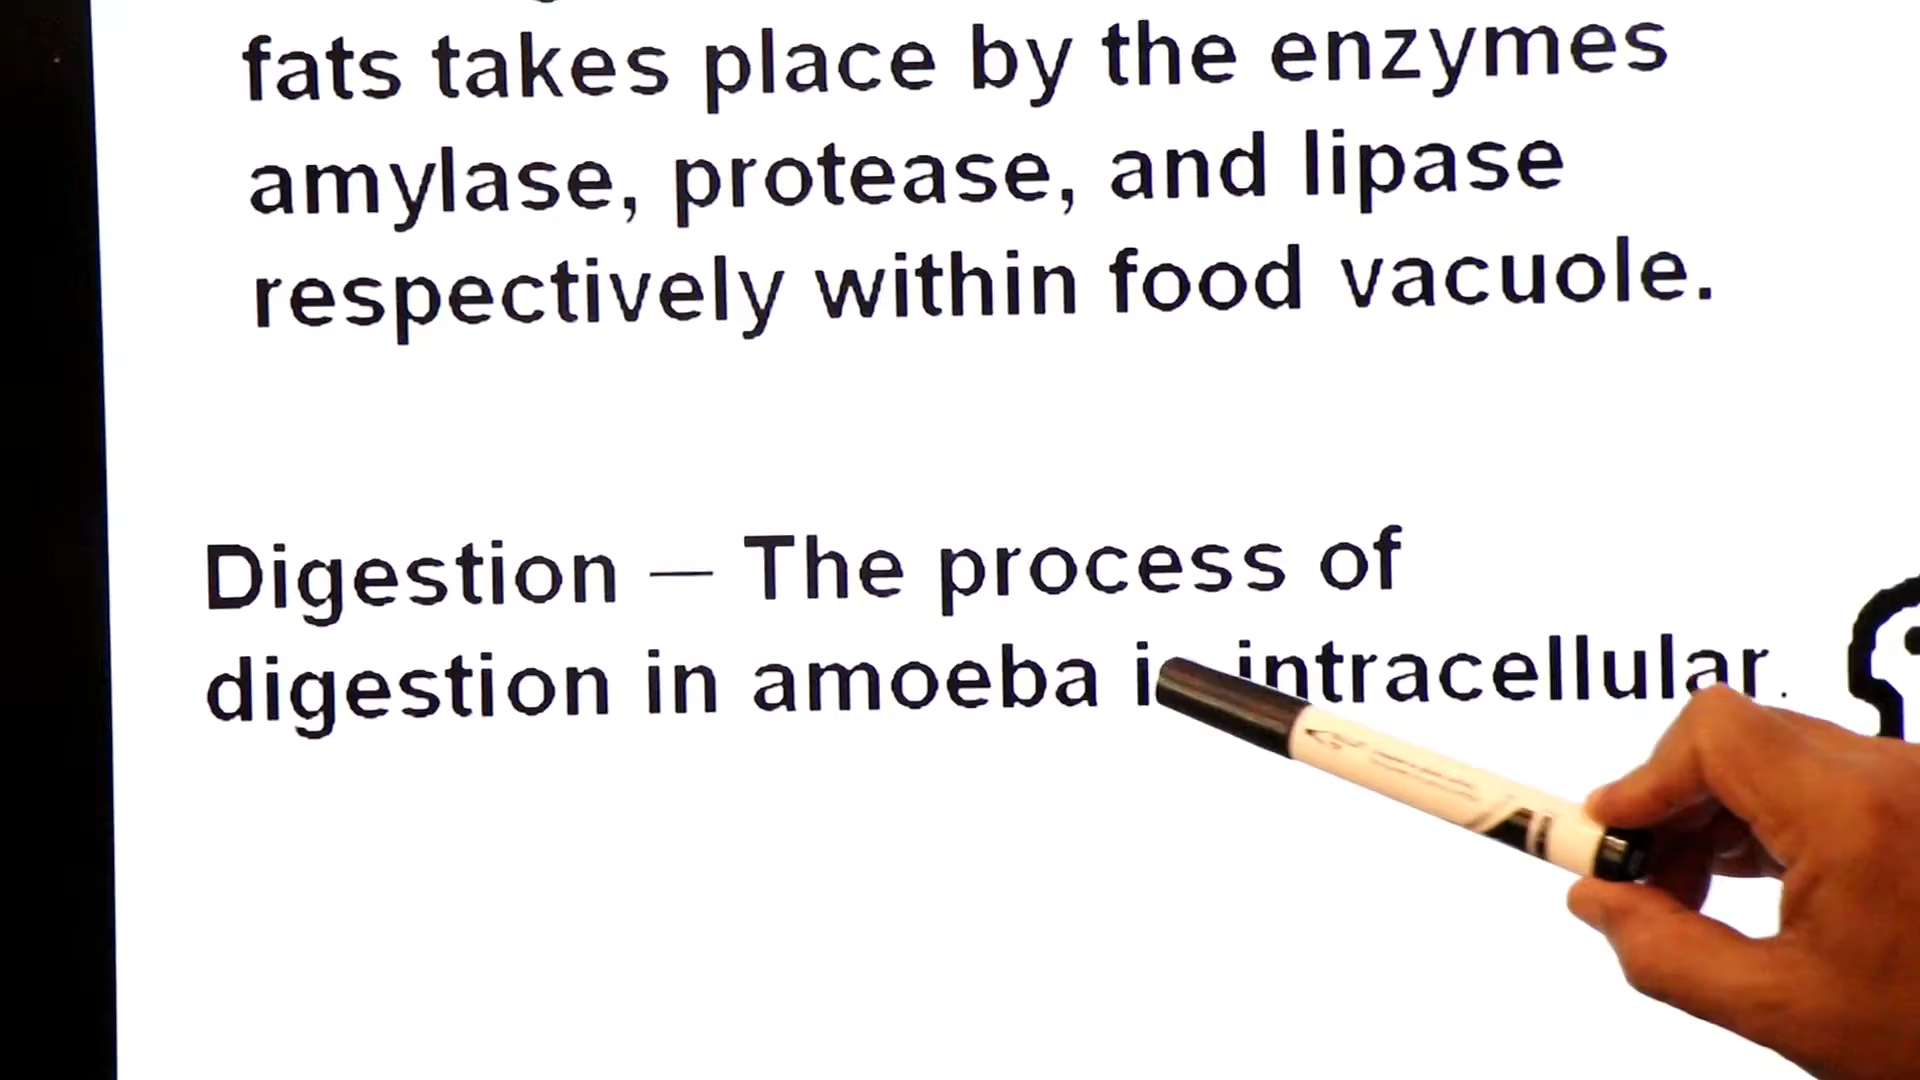 fats takes place by the enzymes
amylase, protease, and lipase
respectively within food vacuole.
Digestion — The process of
digestion in amoeba is intracellular.